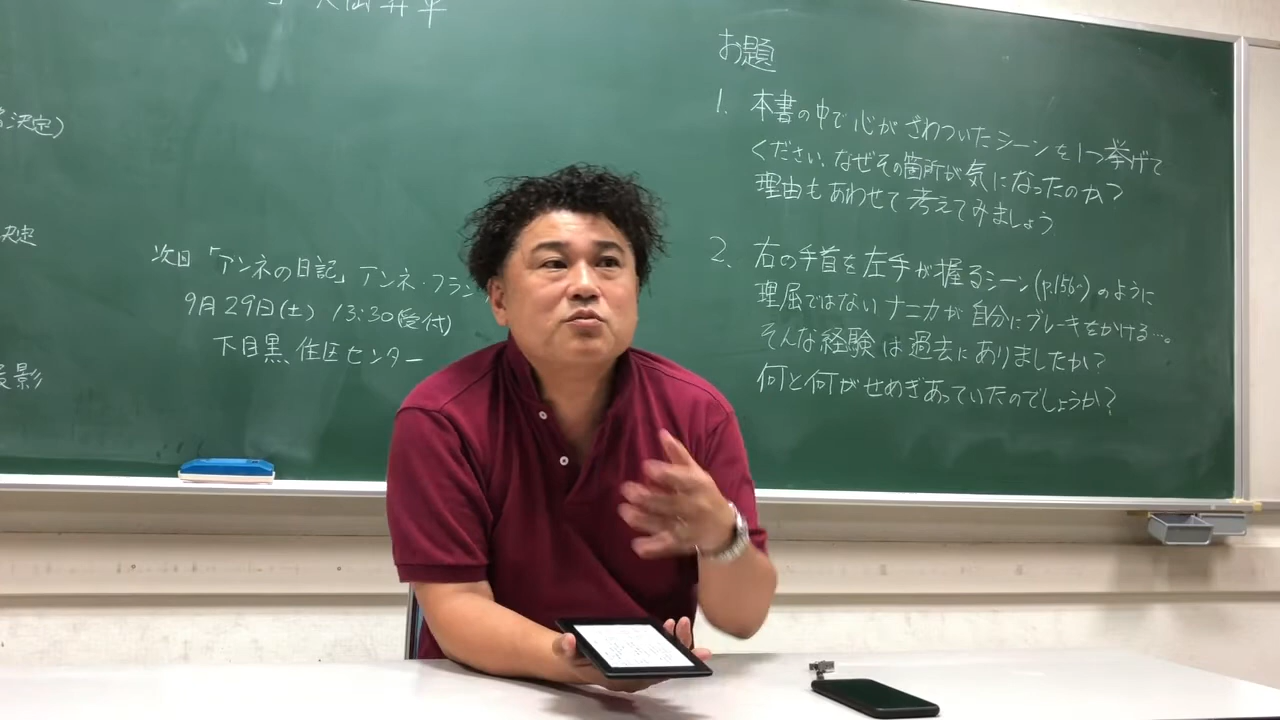 大岡昇平
決定）
決定
影
次回「アンネの日記」アンネ・フラン
9月29日(土) 13:30(受付)
下目黒住区センター
お題
1. 本書の中で心がざわついたシーンを1つ挙げて
ください。なぜその箇所が気になったのか？
理由もあわせて考えてみましょう
2. 右の手首を左手が握るシーン(p.156〜)のように
理屈ではないナニカが自分にブレーキをかける…。
そんな経験は過去にありましたか？
何と何がせめぎあっていたのでしょうか？